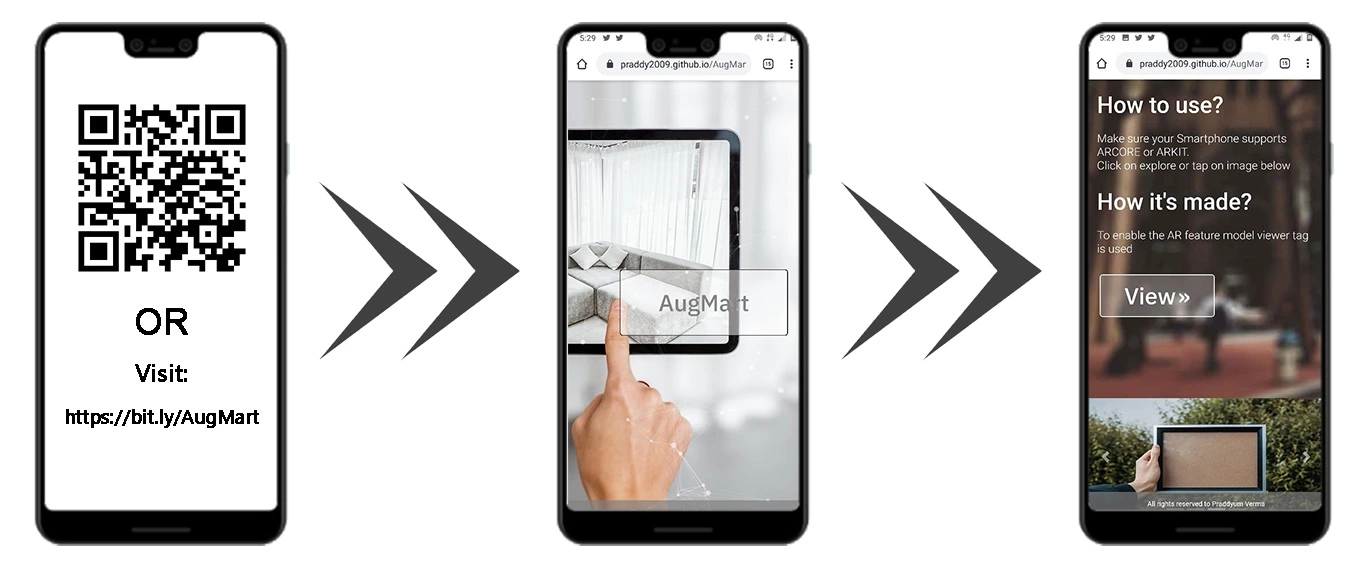 OR
Visit:
https://bit.ly/AugMart
5:29
praddy2009.github.io/AugMar
15
AugMart
5:29
praddy2009.github.io/AugMar
15
How to use?
Make sure your Smartphone supports
ARCORE or ARKIT.
Click on explore or tap on image below
How it's made?
To enable the AR feature model viewer tag
is used
View»
All rights reserved to Praddyum Verma